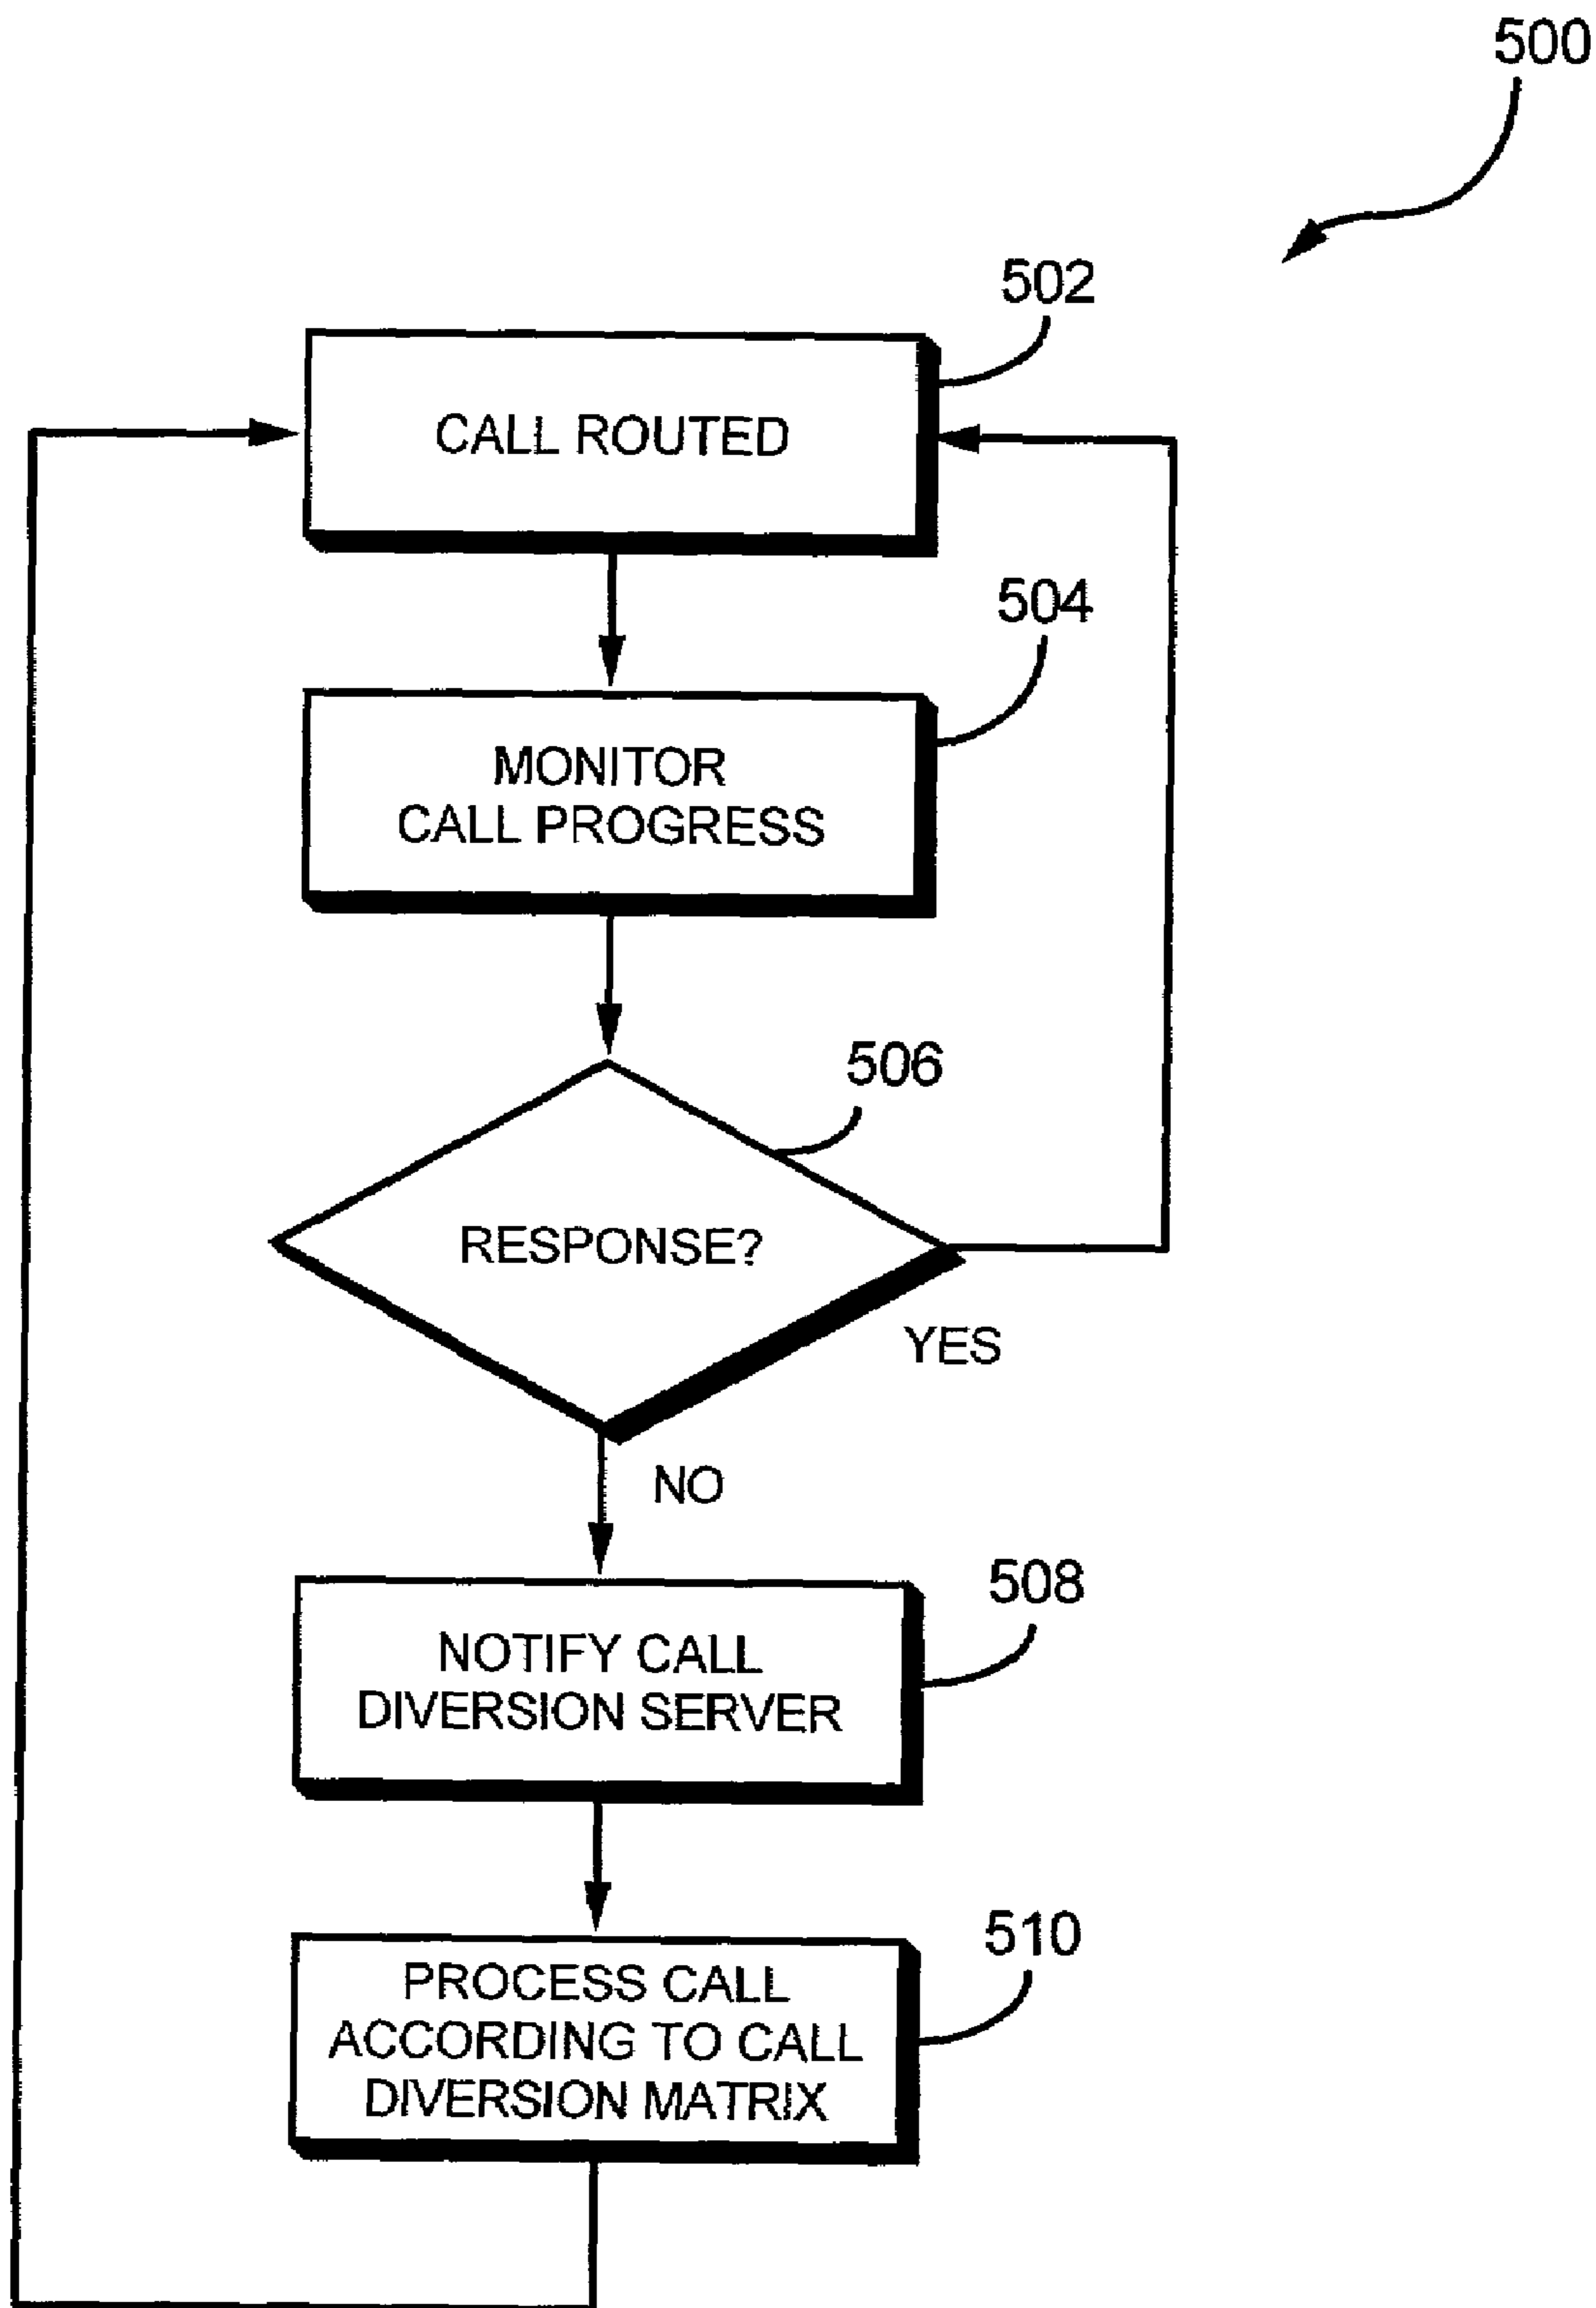 500
502
CALL ROUTED
504
MONITOR
CALL PROGRESS
506
RESPONSE?
YES
NO
508
NOTIFY CALL
DIVERSION SERVER
510
PROCESS CALL
ACCORDING TO CALL
DIVERSION MATRIX